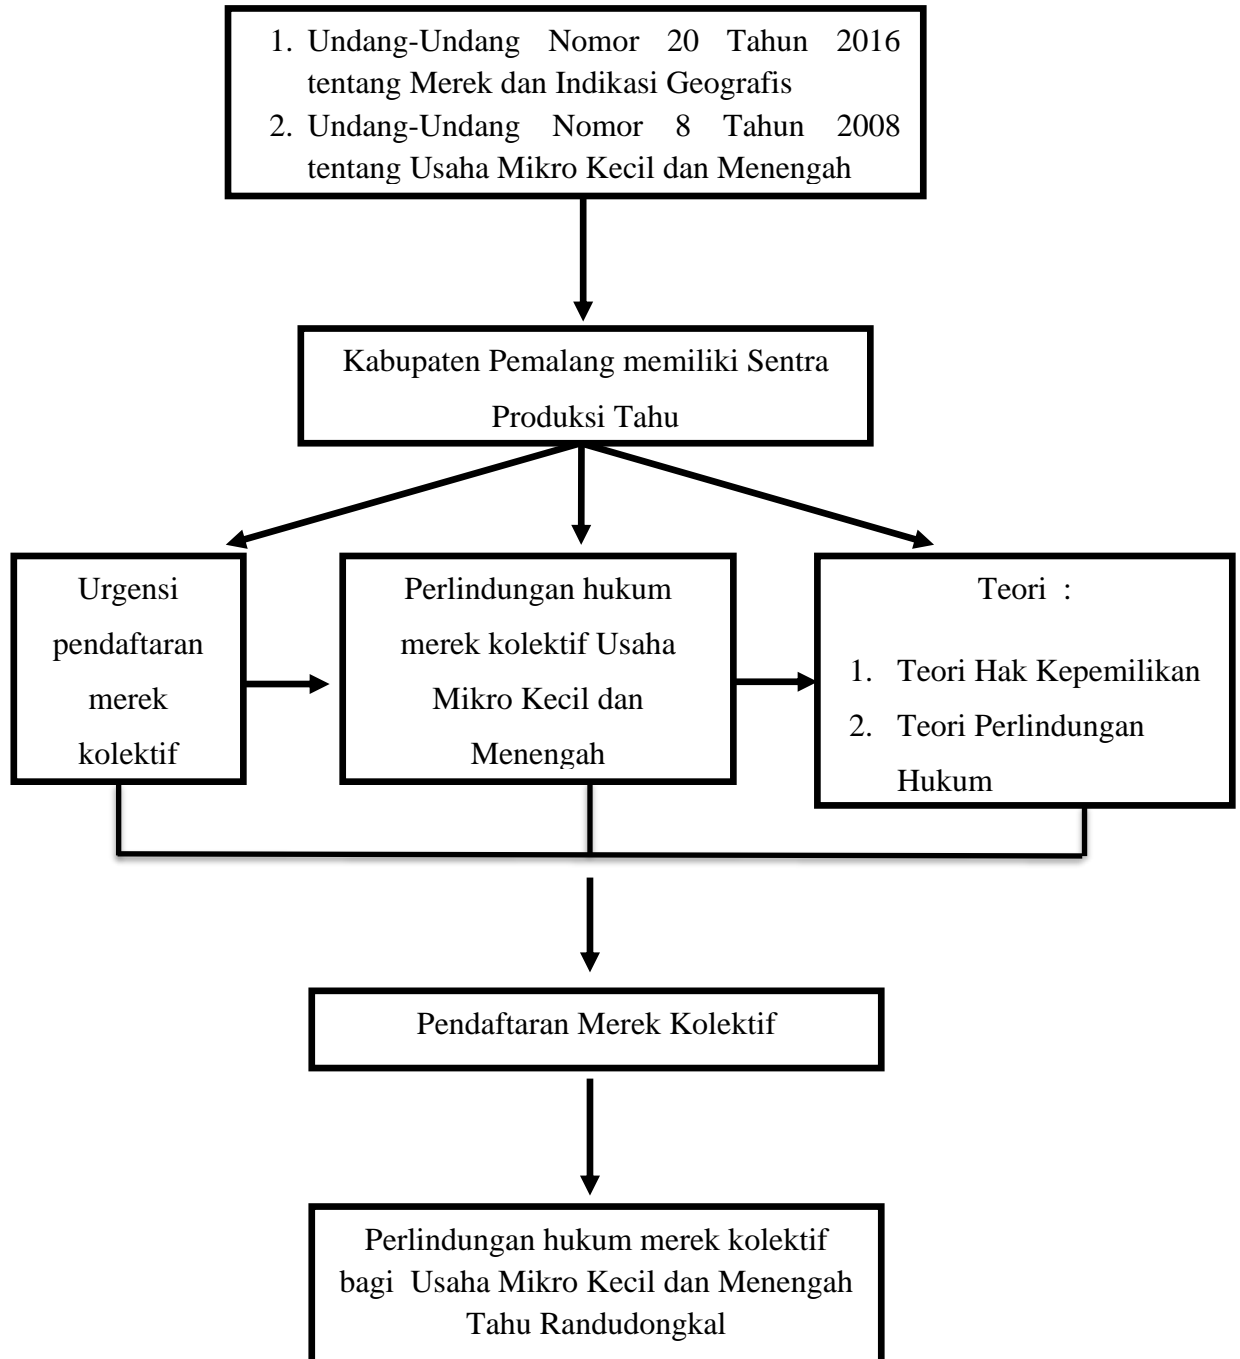 1. Undang-Undang Nomor 20 Tahun 2016
tentang Merek dan Indikasi Geografis
2. Undang-Undang Nomor 8 Tahun 2008
tentang Usaha Mikro Kecil dan Menengah
Kabupaten Pemalang memiliki Sentra
Produksi Tahu
Urgensi
pendaftaran
merek
kolektif
Perlindungan hukum
merek kolektif Usaha
Mikro Kecil dan
Menengah
Teori :
1. Teori Hak Kepemilikan
2. Teori Perlindungan
Hukum
Pendaftaran Merek Kolektif
Perlindungan hukum merek kolektif
bagi Usaha Mikro Kecil dan Menengah
Tahu Randudongkal